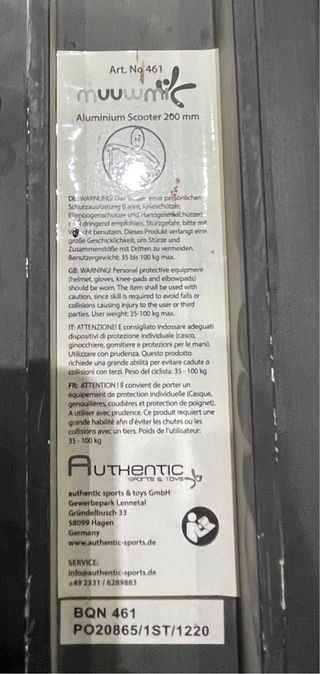 Art. No 461
muuwmi
Aluminium Scooter 200 mm
DE: WARNUNG! Das einer persönlichen
Schutzausrüstung (Helm, Knieschützer,
Ellenbogenschützer und Handgelenkschützer)
dringend empfohlen. Sturzgefahr, bitte mit
benutzen. Dieses Produkt verlangt eine
große Geschicklichkeit, um Stürze und
Zusammenstöße mit Dritten zu vermeiden.
Benutzergewicht: 35 bis 100 kg max.
GB: WARNING! Personal protective equipment
(helmet, gloves, knee-pads and elbowpads)
should be worn. The item shall be used with
caution, since skill is required to avoid falls or
collisions causing injury to the user or third
parties. User weight: 35-100 kg max.
IT: ATTENZIONE! E consigliato indossare adeguati
dispositivi di protezione individuale (casco,
ginocchiere, gomitiere e protezioni per le mani).
Utilizzare con prudenza. Questo prodotto
richiede una grande abilità per evitare cadute o
collisioni con terzi. Peso del ciclista: 35 - 100 kg
FR: ATTENTION ! Il convient de porter un
équipement de protection individuelle (Casque,
genouillères, coudières et protection de poignet).
A utiliser avec prudence. Ce produit requiert une
grande habilité afin d'éviter les chutes ou les
collisions avec un tiers. Poids de l'utilisateur:
35 - 100 kg
AUTHENTIC
SPORTS & TOYS
authentic sports & toys GmbH
Gewerbepark Lennetal
Gründelbusch 33
58099 Hagen
Germany
www.authentic-sports.de
SERVICE:
info@authentic-sports.de
+49 2331 / 6289883
BQN 461
PO20865/1ST/1220